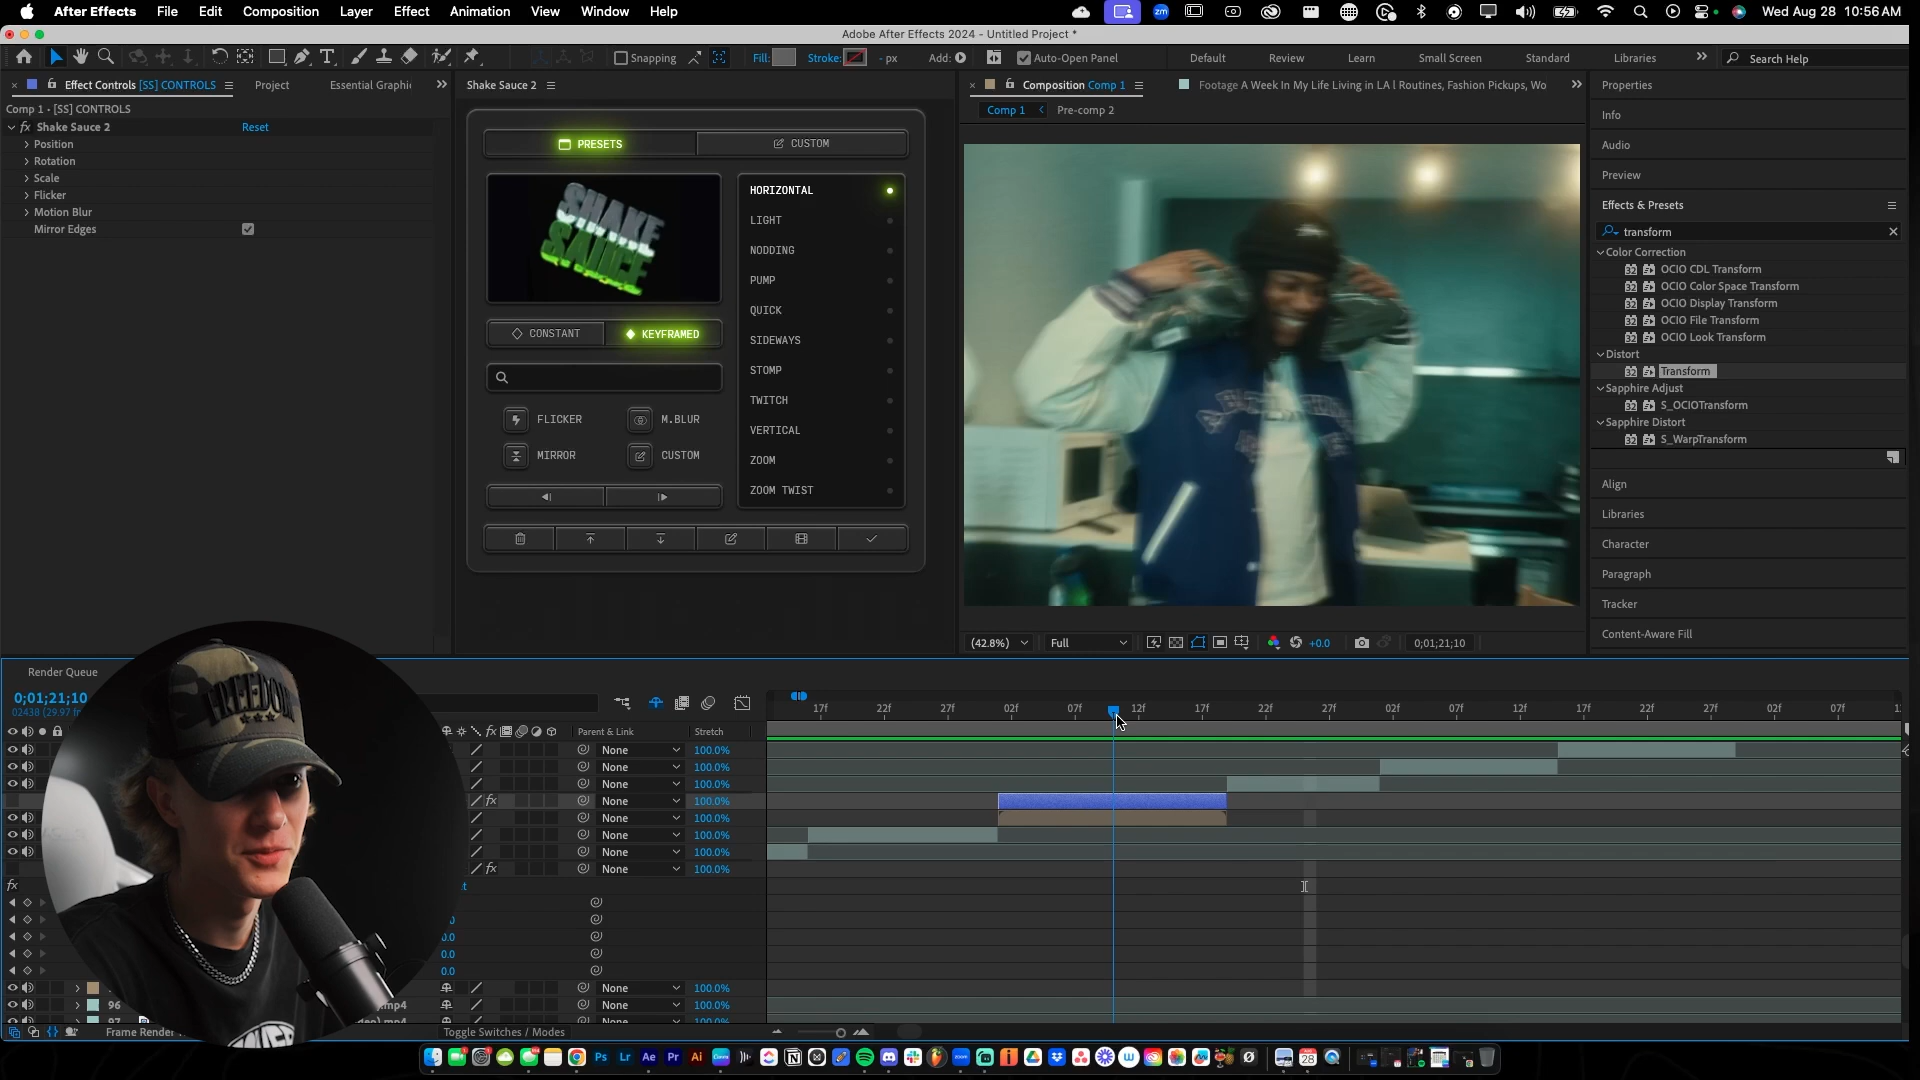 After Effects File Edit Composition Layer Effect Animation View Window Help
Wed Aug 28 10:56 AM
Adobe After Effects 2024 - Untitled Project *
Snapping
Fill:
Stroke:
- px
Add:
Auto-Open Panel
Default
Review
Learn
Small Screen
Standard
Libraries
Search Help
Effect Controls [SS] CONTROLS
Project
Essential Graphi
Comp 1 • [SS] CONTROLS
fx Shake Sauce 2
Reset
Position
Rotation
Scale
Flicker
Motion Blur
Mirror Edges
Shake Sauce 2
PRESETS
CUSTOM
SHAKE
SAUCE
CONSTANT
KEYFRAMED
FLICKER
M.BLUR
MIRROR
CUSTOM
HORIZONTAL
LIGHT
NODDING
PUMP
QUICK
SIDEWAYS
STOMP
TWITCH
VERTICAL
ZOOM
ZOOM TWIST
Composition Comp 1
Footage A Week In My Life Living in LA l Routines, Fashion Pickups, Wo
Comp 1
Pre-comp 2
(42.8%)
Full
+0.0
0;01;21;10
Properties
Info
Audio
Preview
Effects & Presets
transform
Color Correction
OCIO CDL Transform
OCIO Color Space Transform
OCIO Display Transform
OCIO File Transform
OCIO Look Transform
Distort
Transform
Sapphire Adjust
S_OCIOTransform
Sapphire Distort
S_WarpTransform
Align
Libraries
Character
Paragraph
Tracker
Content-Aware Fill
Render Queue
0;01;21;10
02438 (29.97 f
17f 22f 27f 02f 07f 12f 17f 22f 27f 02f 07f 12f 17f 22f 27f 02f 07f
Parent & Link
Stretch
None 100.0%
None 100.0%
None 100.0%
fx None 100.0%
None 100.0%
None 100.0%
None 100.0%
fx None 100.0%
fx
0.0
0.0
0.0
None 100.0%
96 .mp4 None 100.0%
97 None 100.0%
Frame Render
Toggle Switches / Modes
FREEDOM
Ps Lr Ae Pr Ai
28